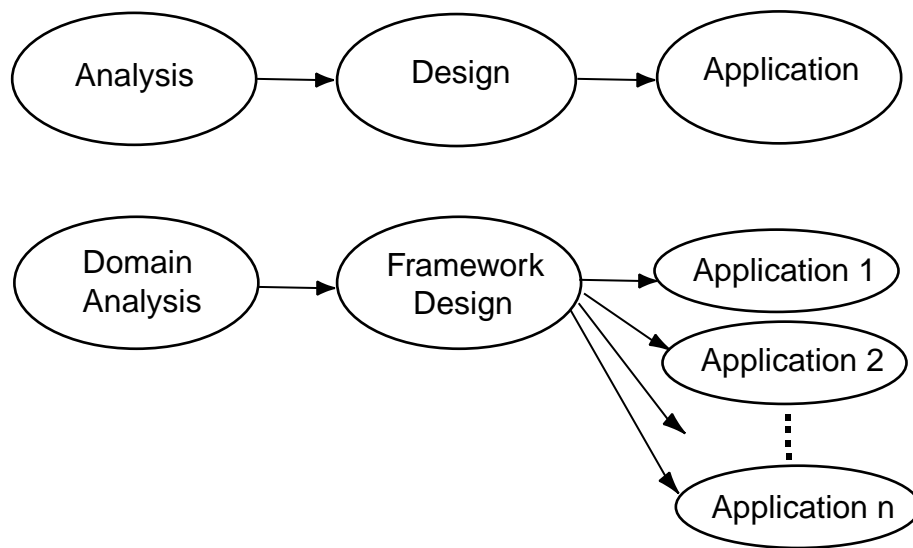 Analysis
Design
Application
Domain
Analysis
Framework
Design
Application 1
Application 2
Application n